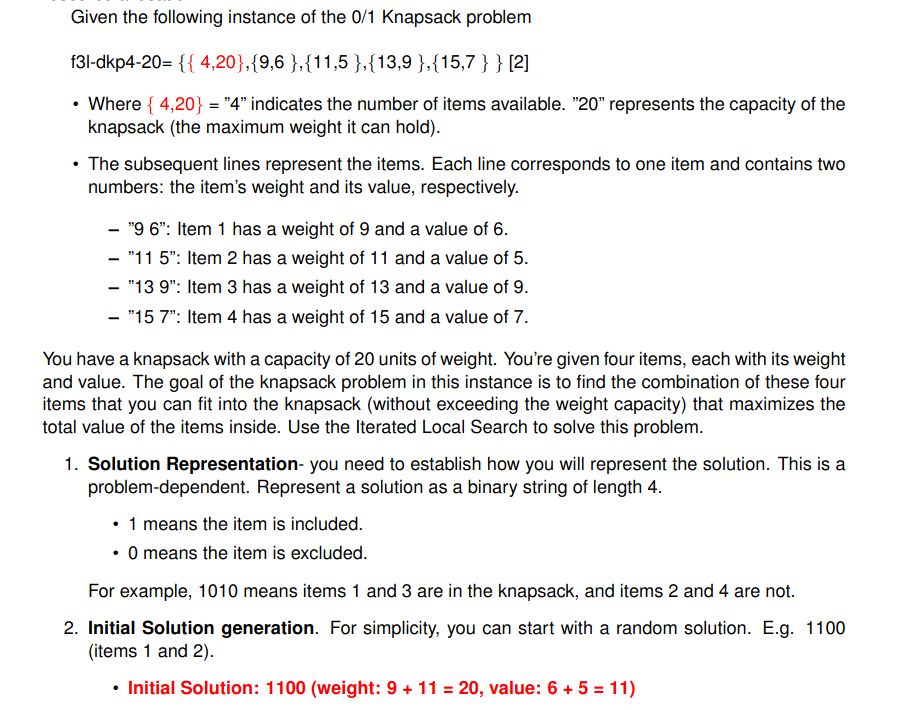 Given the following instance of the 0/1 Knapsack problem
f3l-dkp4-20= {{ 4,20},{9,6 },{11,5 },{13,9 },{15,7 } } [2]
• Where { 4,20} = ”4” indicates the number of items available. ”20” represents the capacity of the
knapsack (the maximum weight it can hold).
• The subsequent lines represent the items. Each line corresponds to one item and contains two
numbers: the item’s weight and its value, respectively.
– ”9 6”: Item 1 has a weight of 9 and a value of 6.
– ”11 5”: Item 2 has a weight of 11 and a value of 5.
– ”13 9”: Item 3 has a weight of 13 and a value of 9.
– ”15 7”: Item 4 has a weight of 15 and a value of 7.
You have a knapsack with a capacity of 20 units of weight. You’re given four items, each with its weight
and value. The goal of the knapsack problem in this instance is to find the combination of these four
items that you can fit into the knapsack (without exceeding the weight capacity) that maximizes the
total value of the items inside. Use the Iterated Local Search to solve this problem.
1. Solution Representation- you need to establish how you will represent the solution. This is a
problem-dependent. Represent a solution as a binary string of length 4.
• 1 means the item is included.
• 0 means the item is excluded.
For example, 1010 means items 1 and 3 are in the knapsack, and items 2 and 4 are not.
2. Initial Solution generation. For simplicity, you can start with a random solution. E.g. 1100
(items 1 and 2).
• Initial Solution: 1100 (weight: 9 + 11 = 20, value: 6 + 5 = 11)